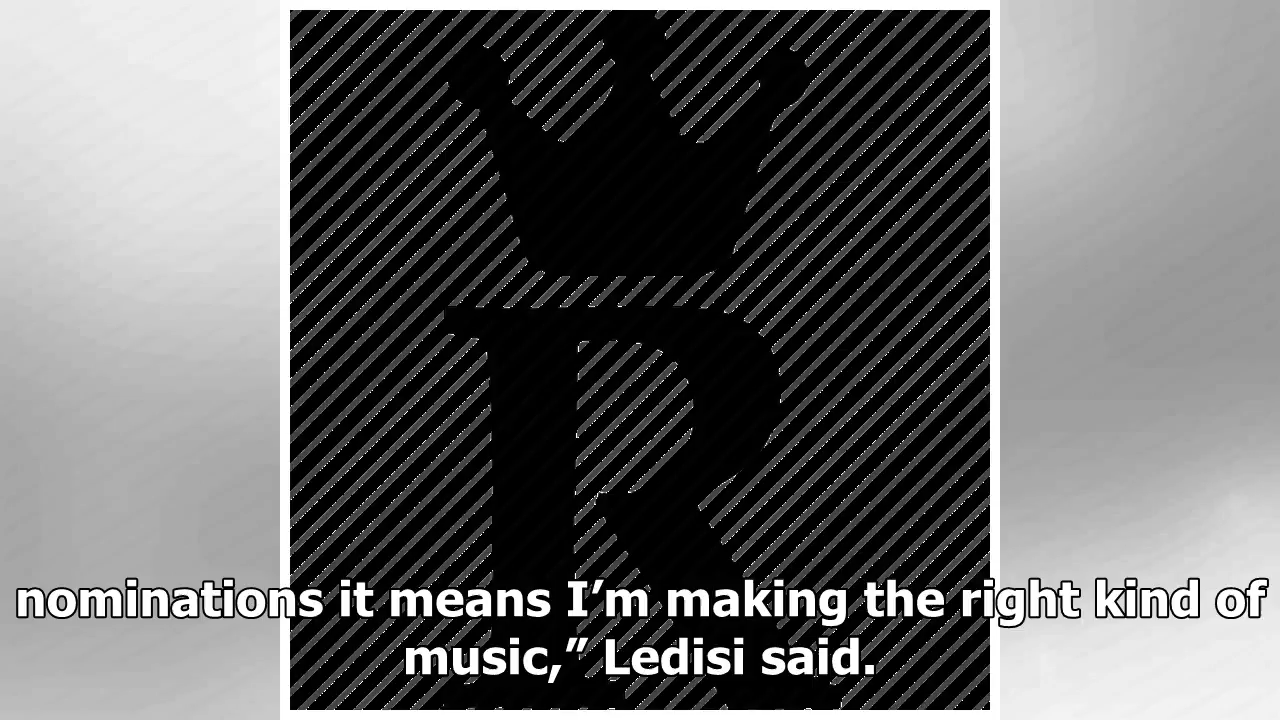 R
nominations it means I’m making the right kind of
music,” Ledisi said.